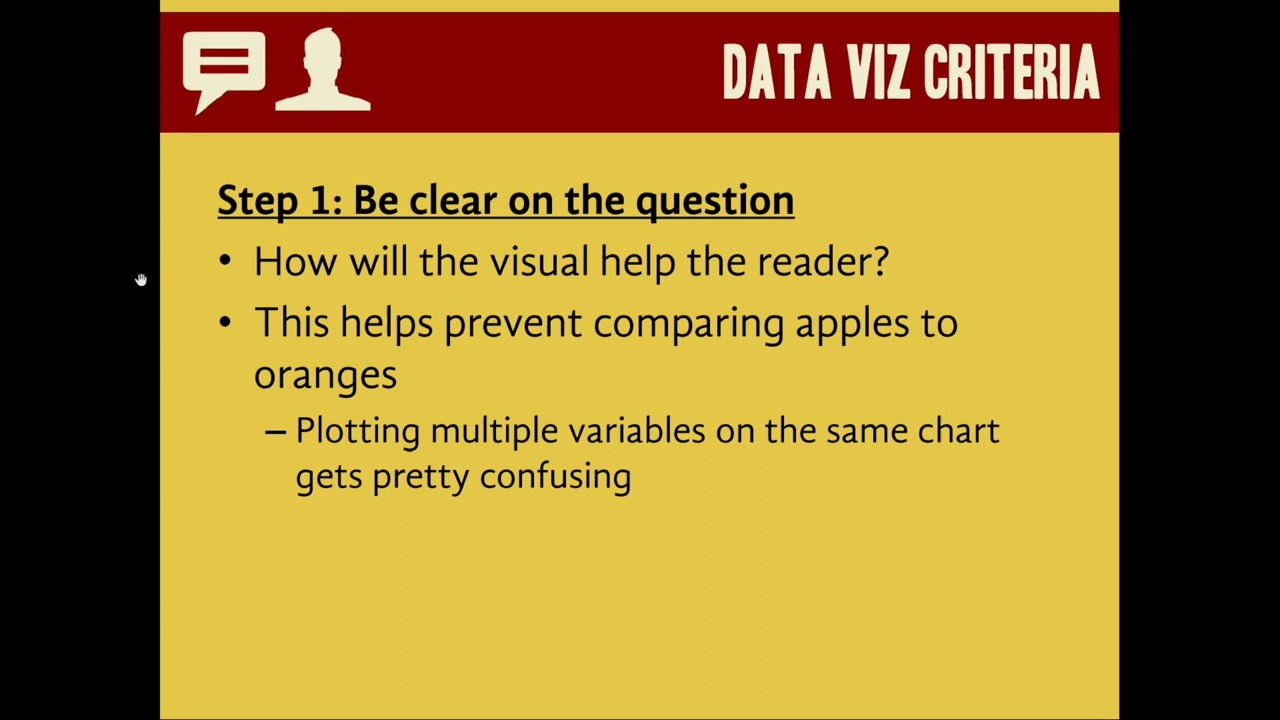 DATA VIZ CRITERIA
Step 1: Be clear on the question
• How will the visual help the reader?
• This helps prevent comparing apples to
oranges
– Plotting multiple variables on the same chart
gets pretty confusing